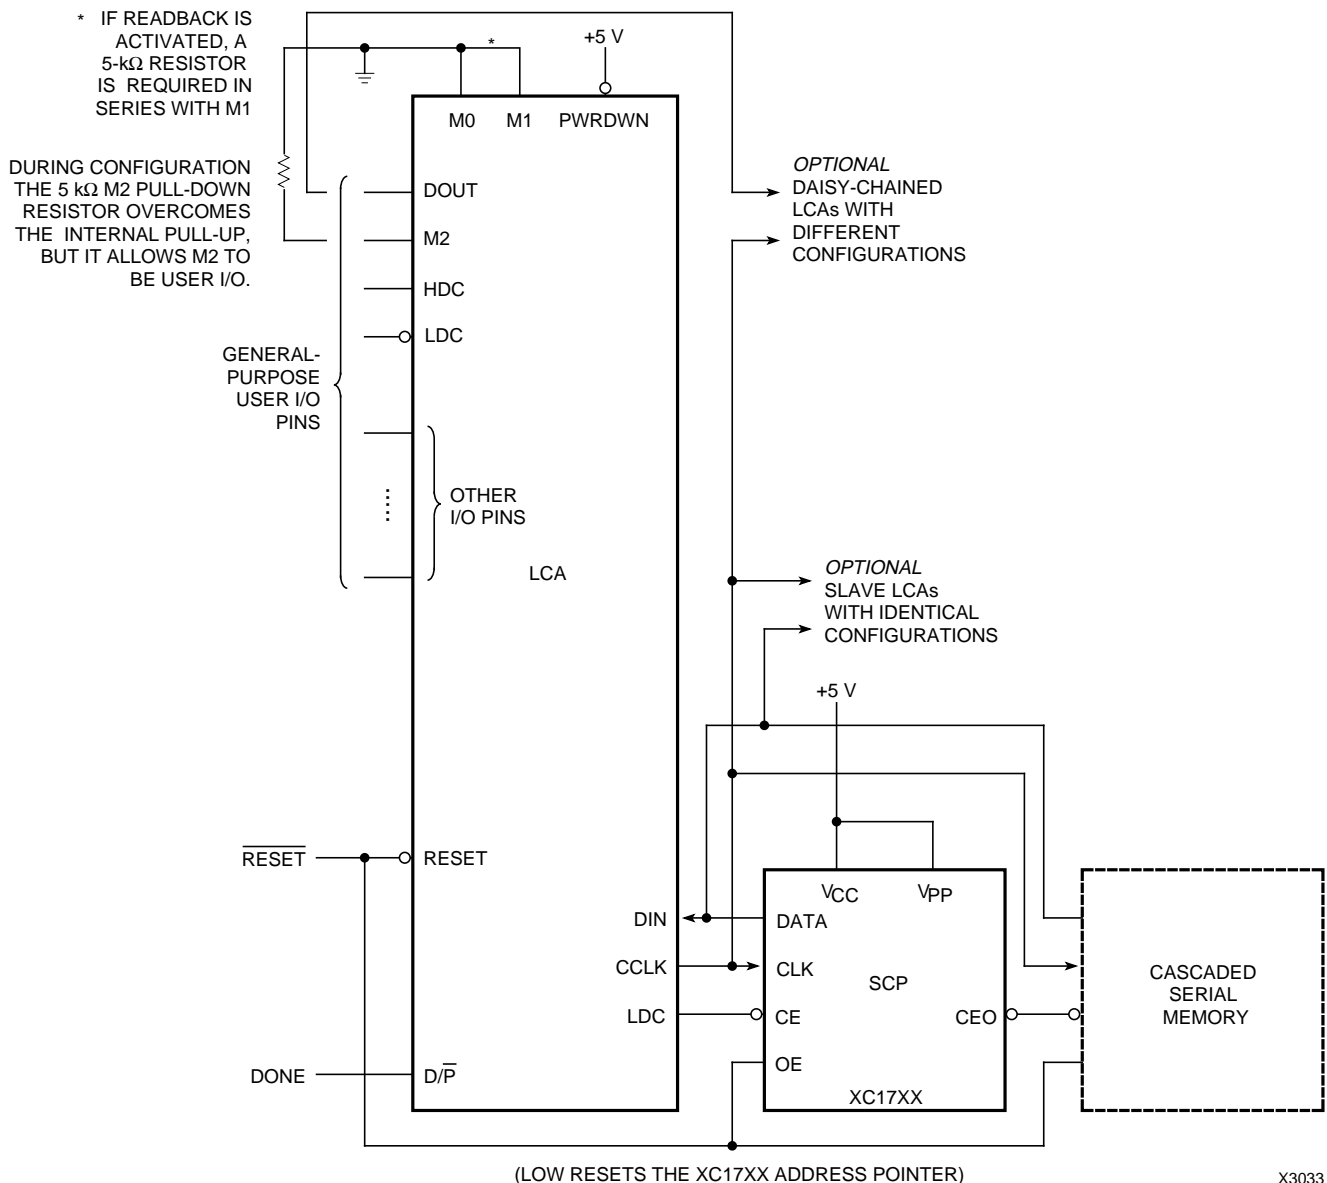 * IF READBACK IS
ACTIVATED, A
5-kΩ RESISTOR
IS REQUIRED IN
SERIES WITH M1
*
+5 V
M0
M1
PWRDWN
DURING CONFIGURATION
THE 5 kΩ M2 PULL-DOWN
RESISTOR OVERCOMES
THE INTERNAL PULL-UP,
BUT IT ALLOWS M2 TO
BE USER I/O.
DOUT
M2
HDC
LDC
OPTIONAL
DAISY-CHAINED
LCAs WITH
DIFFERENT
CONFIGURATIONS
GENERAL-
PURPOSE
USER I/O
PINS
OTHER
I/O PINS
LCA
OPTIONAL
SLAVE LCAs
WITH IDENTICAL
CONFIGURATIONS
+5 V
RESET
RESET
VCC
VPP
DIN
DATA
CCLK
CLK
SCP
LDC
CE
CEO
OE
XC17XX
CASCADED
SERIAL
MEMORY
DONE
D/P
(LOW RESETS THE XC17XX ADDRESS POINTER)
X3033